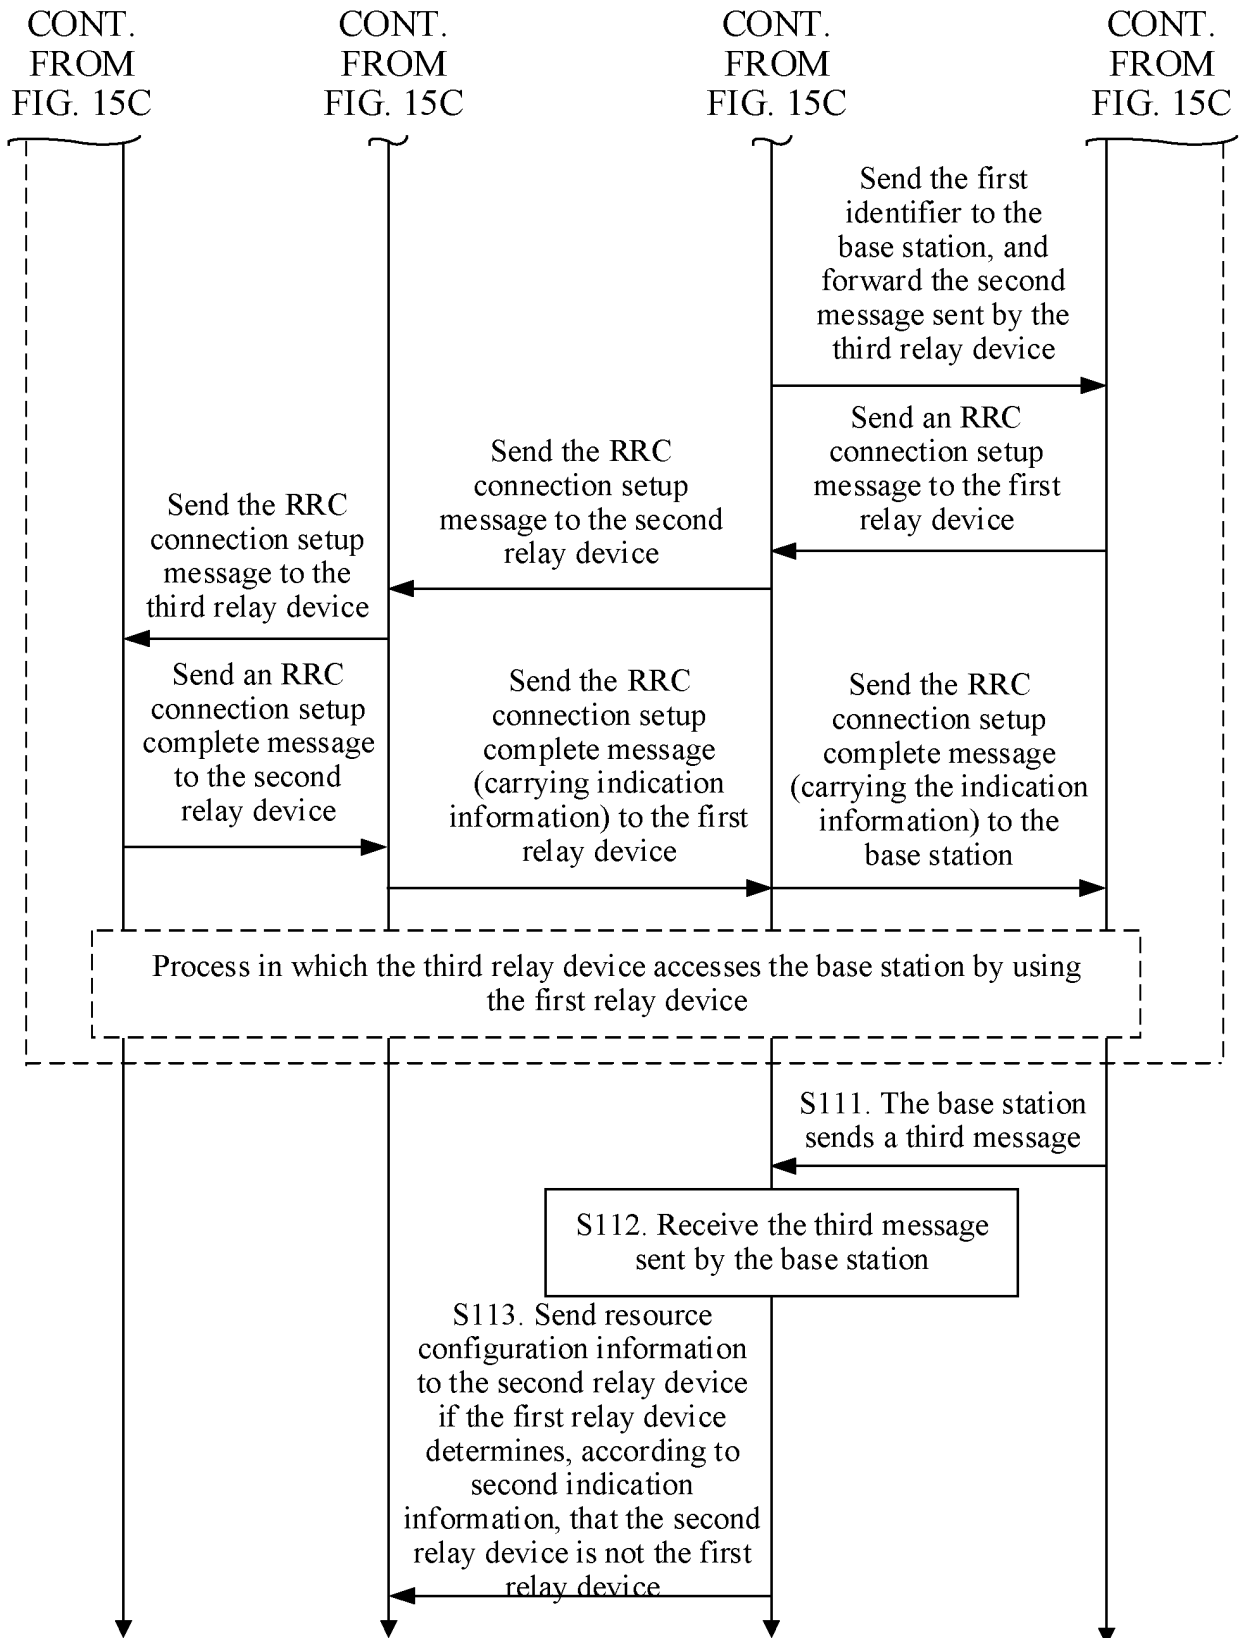 CONT.
FROM
FIG. 15C
CONT.
FROM
FIG. 15C
CONT.
FROM
FIG. 15C
CONT.
FROM
FIG. 15C
Send the first
identifier to the
base station, and
forward the second
message sent by the
third relay device
Send an RRC
connection setup
message to the first
relay device
Send the RRC
connection setup
message to the second
relay device
Send the RRC
connection setup
message to the
third relay device
Send an RRC
connection setup
complete message
to the second
relay device
Send the RRC
connection setup
complete message
(carrying indication
information) to the first
relay device
Send the RRC
connection setup
complete message
(carrying the indication
information) to the
base station
Process in which the third relay device accesses the base station by using
the first relay device
S111. The base station
sends a third message
S112. Receive the third message
sent by the base station
S113. Send resource
configuration information
to the second relay device
if the first relay device
determines, according to
second indication
information, that the second
relay device is not the first
relay device